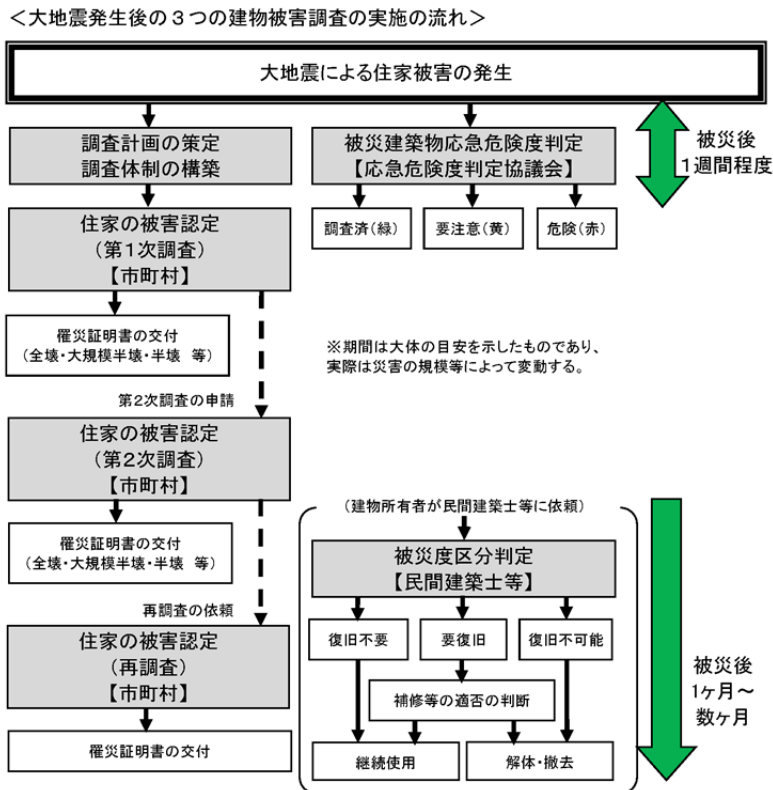 ＜大地震発生後の３つの建物被害調査の実施の流れ＞
大地震による住家被害の発生
調査計画の策定
調査体制の構築
被災建築物応急危険度判定
【応急危険度判定協議会】
被災後
１週間程度
調査済(緑)
要注意(黄)
危険(赤)
住家の被害認定
(第１次調査)
【市町村】
罹災証明書の交付
(全壊・大規模半壊・半壊　等)
※期間は大体の目安を示したものであり、
実際は災害の規模等によって変動する。
第２次調査の申請
住家の被害認定
(第２次調査)
【市町村】
罹災証明書の交付
(全壊・大規模半壊・半壊　等)
再調査の依頼
住家の被害認定
(再調査)
【市町村】
罹災証明書の交付
(建物所有者が民間建築士等に依頼)
被災度区分判定
【民間建築士等】
復旧不要
要復旧
復旧不可能
補修等の適否の判断
継続使用
解体・撤去
被災後
１ヶ月～
数ヶ月